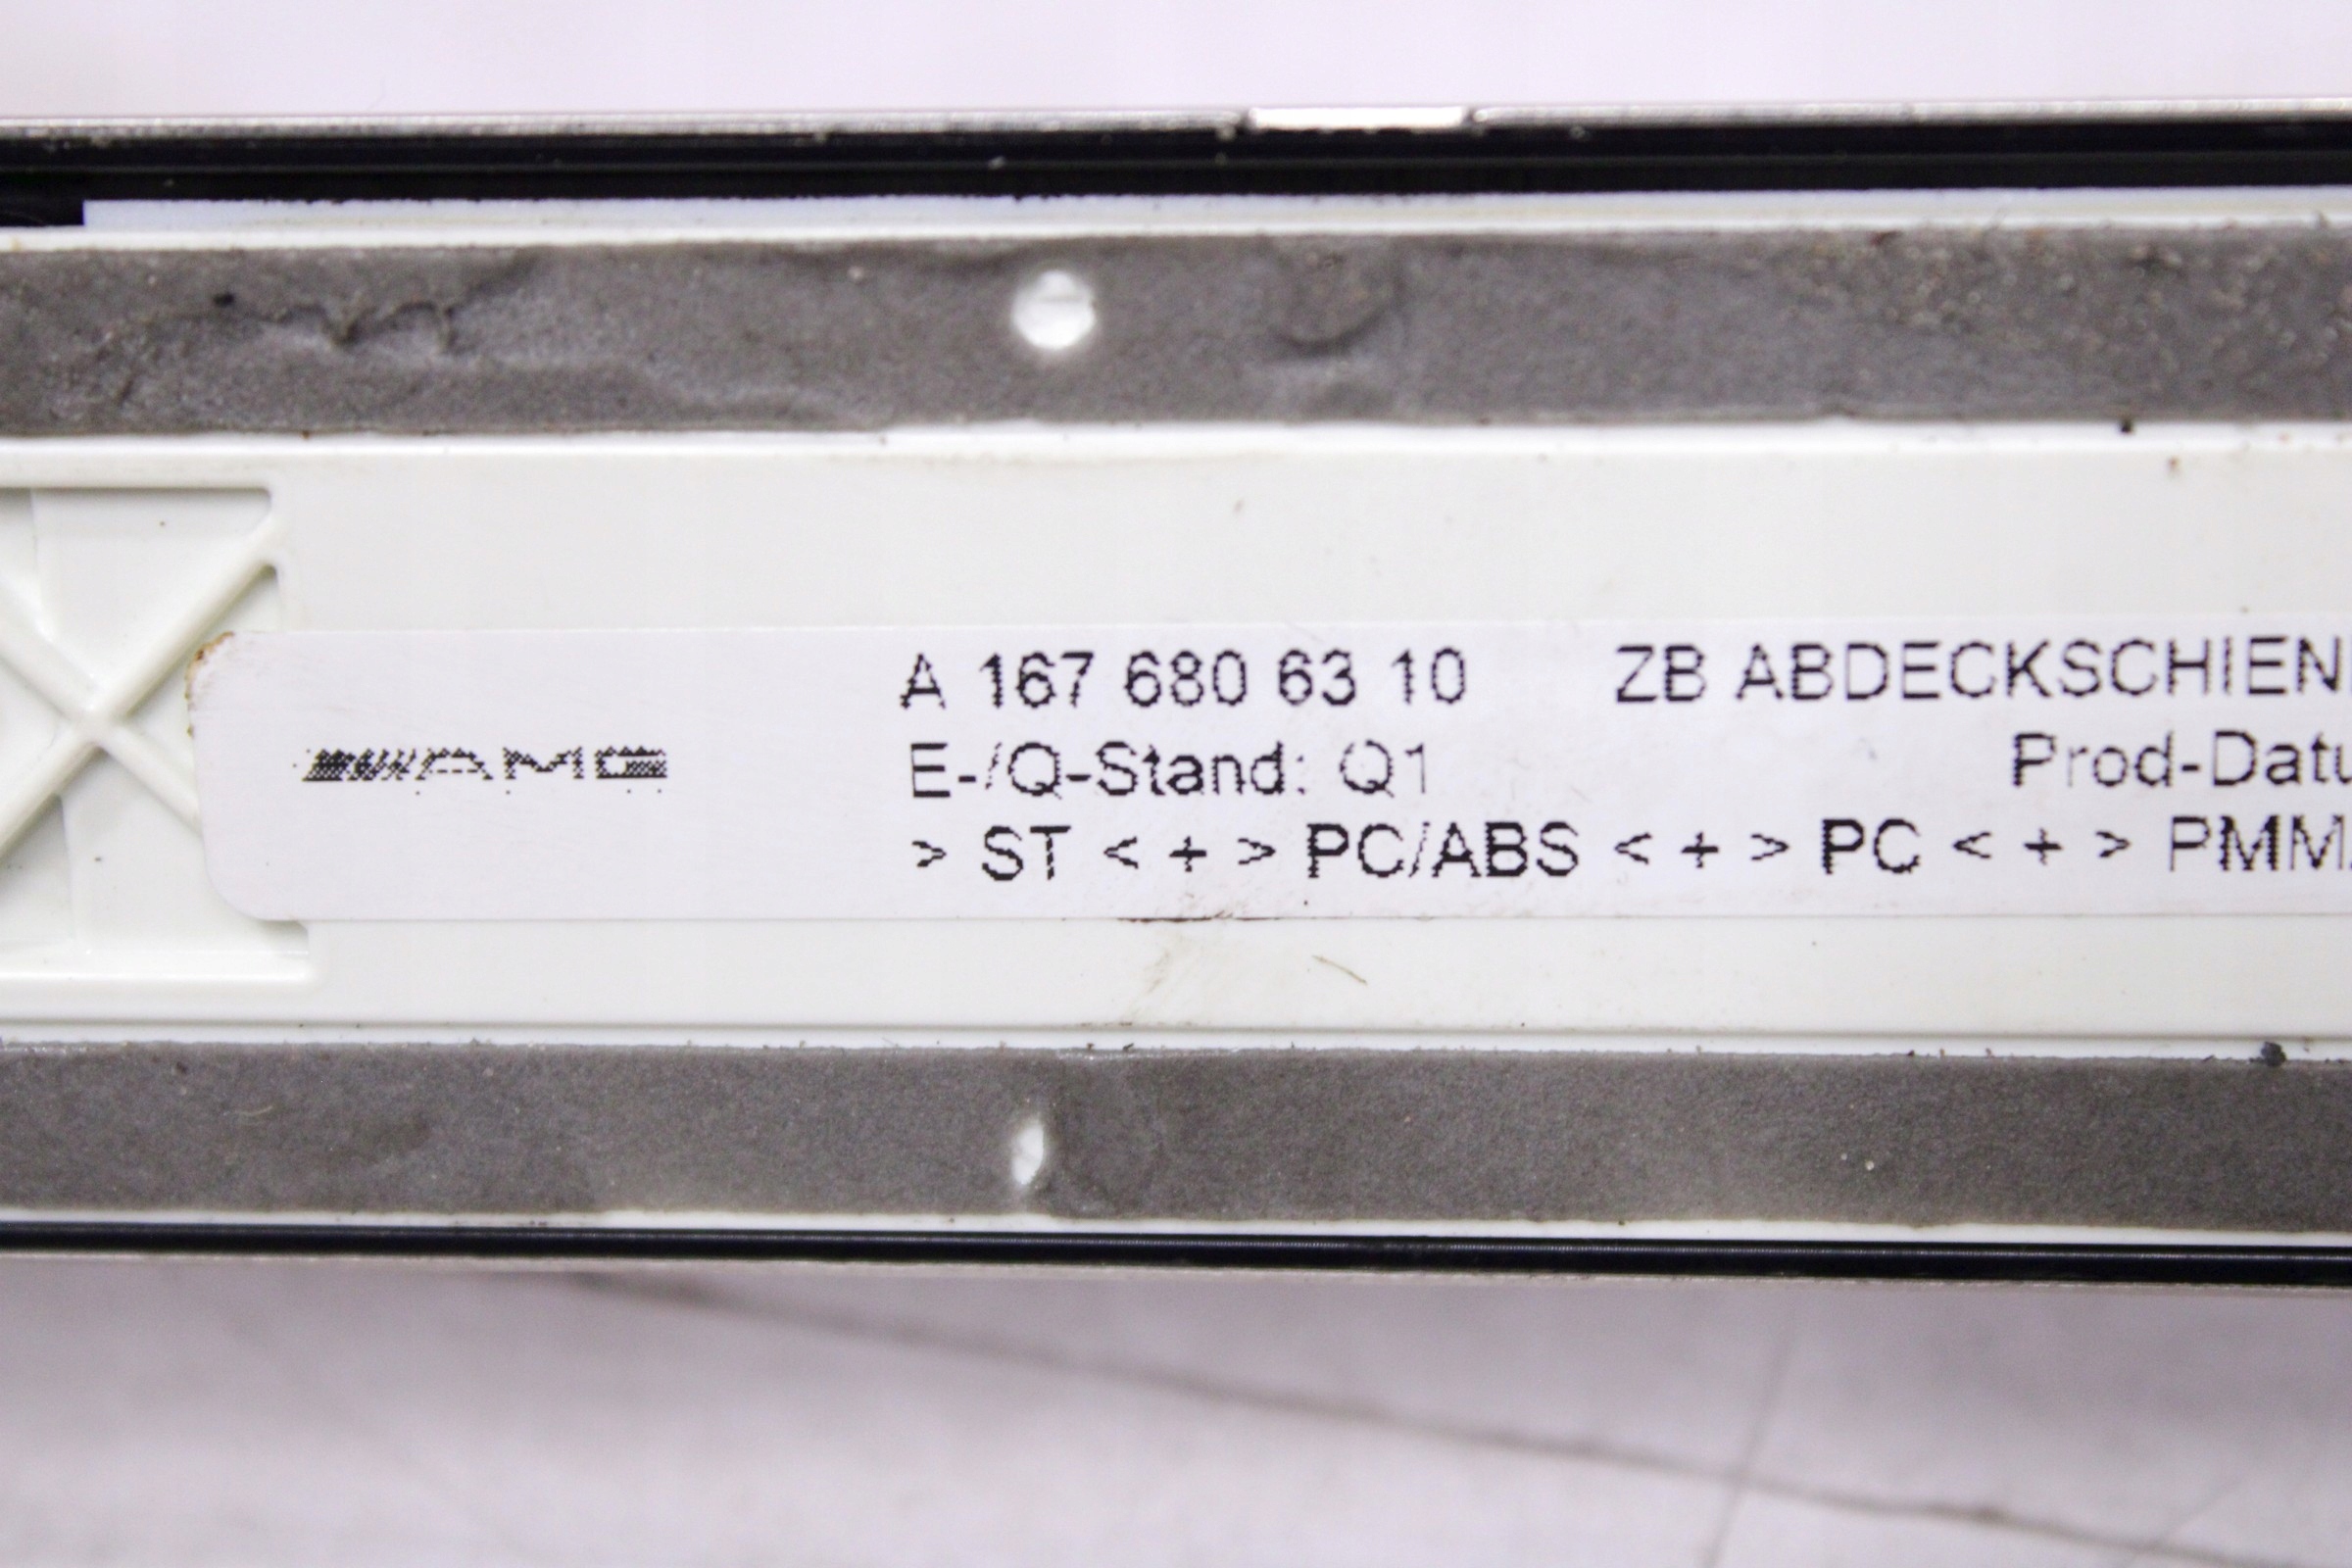 A 167 680 63 10 ZB ABDECKSCHIEN
AMG E-/Q-Stand: Q1 Prod-Datu
> ST < + > PC/ABS < + > PC < + > PMM